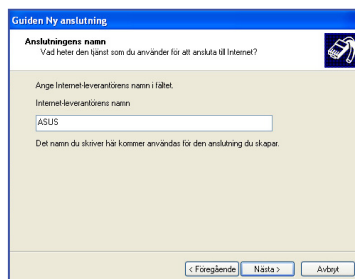 Guiden Ny anslutning
Anslutningens namn
Vad heter den tjänst som du använder för att ansluta till Internet?
Ange Internet-leverantörens namn i fältet.
Internet-leverantörens namn
ASUS
Det namn du skriver här kommer användas för den anslutning du skapar.
< Föregående Nästa > Avbryt